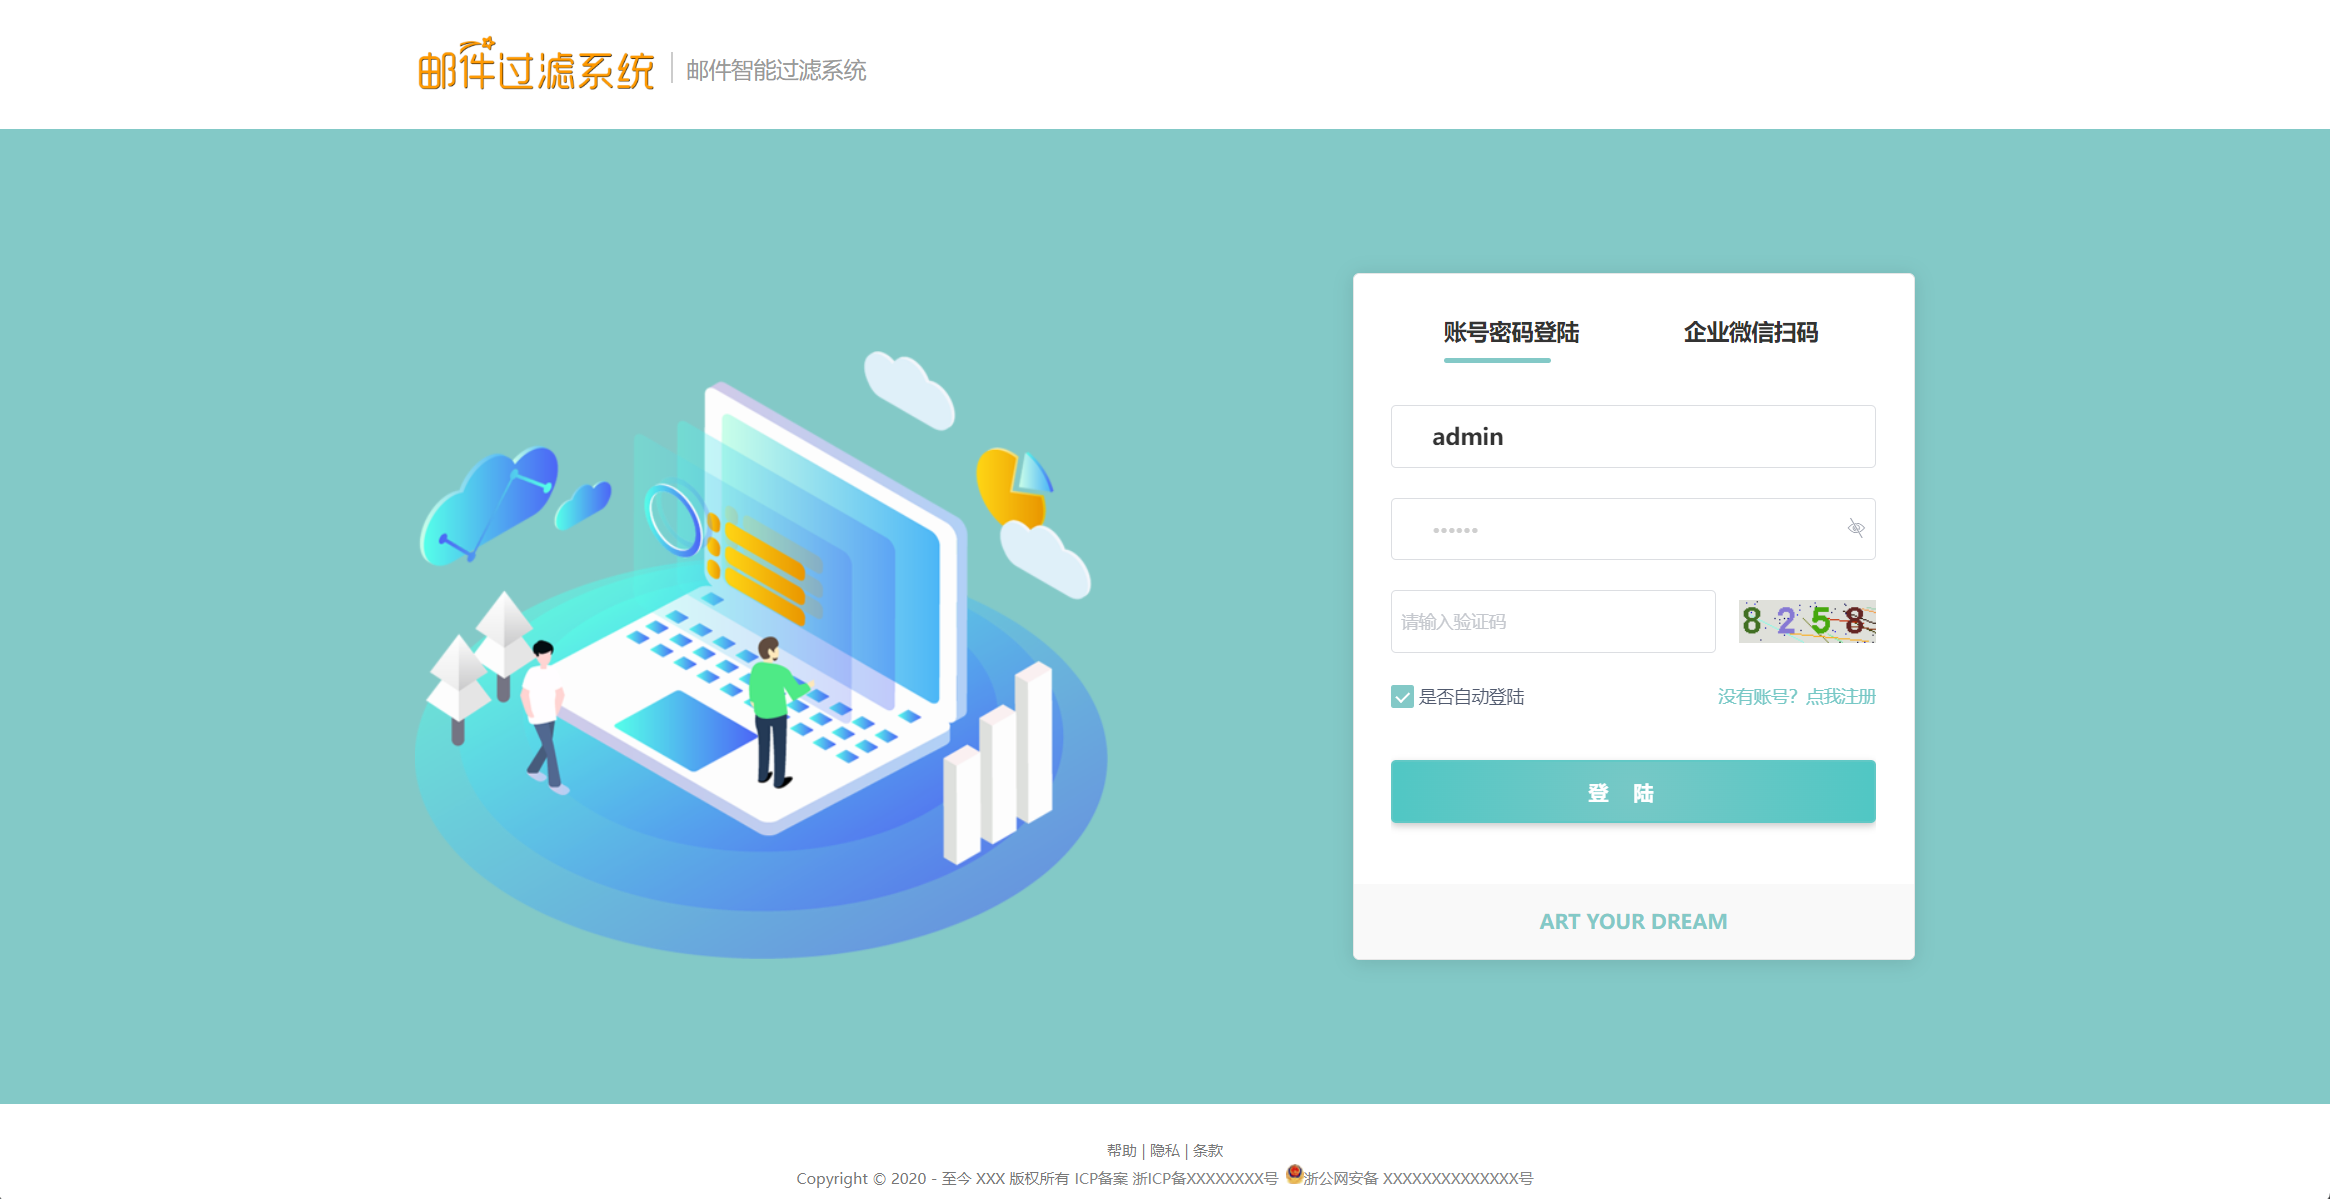 邮件过滤系统 邮件智能过滤系统
账号密码登陆 企业微信扫码
admin
••••••
请输入验证码 8258
是否自动登陆 没有账号？点我注册
登 陆
ART YOUR DREAM
帮助 | 隐私 | 条款
Copyright © 2020 - 至今 XXX 版权所有 ICP备案 浙ICP备XXXXXXXX号 浙公网安备 XXXXXXXXXXXXXX号